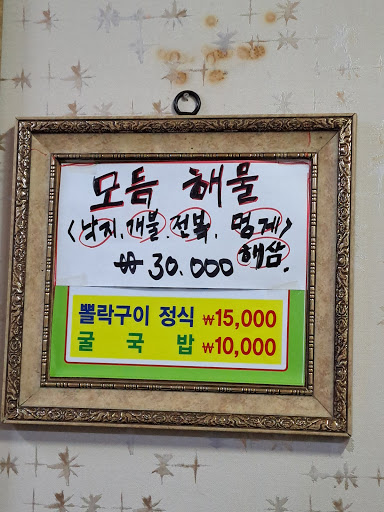 모듬 해물
<낙지.개불.전복.멍게>
해삼.
₩30.000
뽈락구이 정식 ₩15,000
굴국밥 ₩10,000